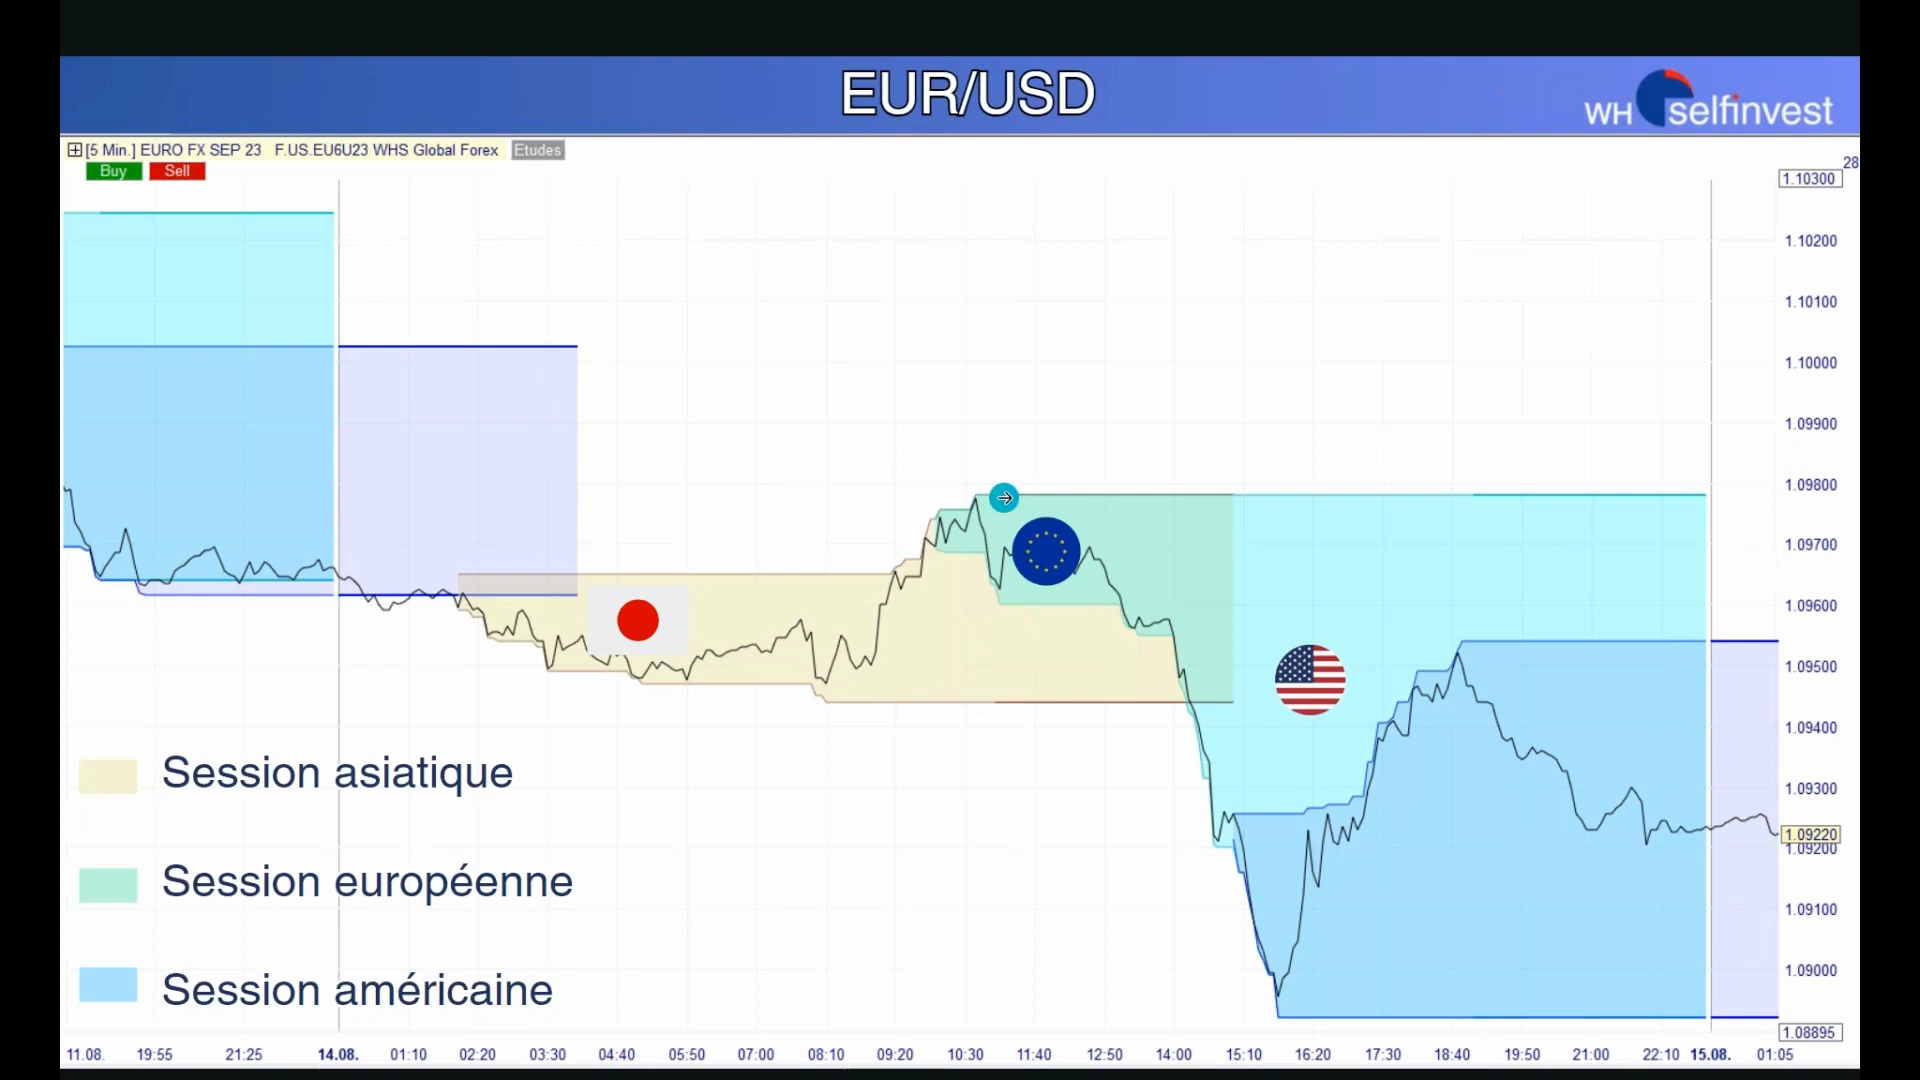 EUR/USD
WH selfinvest
[5 Min.] EURO FX SEP 23 F.US.EU6U23 WHS Global Forex Etudes
28
Buy Sell
1.10300
1.10200
1.10100
1.10000
1.09900
1.09800
1.09700
1.09600
1.09500
1.09400
1.09300
1.09220
1.09200
1.09100
1.09000
1.08895
Session asiatique
Session européenne
Session américaine
11.08. 19:55 21:25 14.08. 01:10 02:20 03:30 04:40 05:50 07:00 08:10 09:20 10:30 11:40 12:50 14:00 15:10 16:20 17:30 18:40 19:50 21:00 22:10 15.08. 01:05